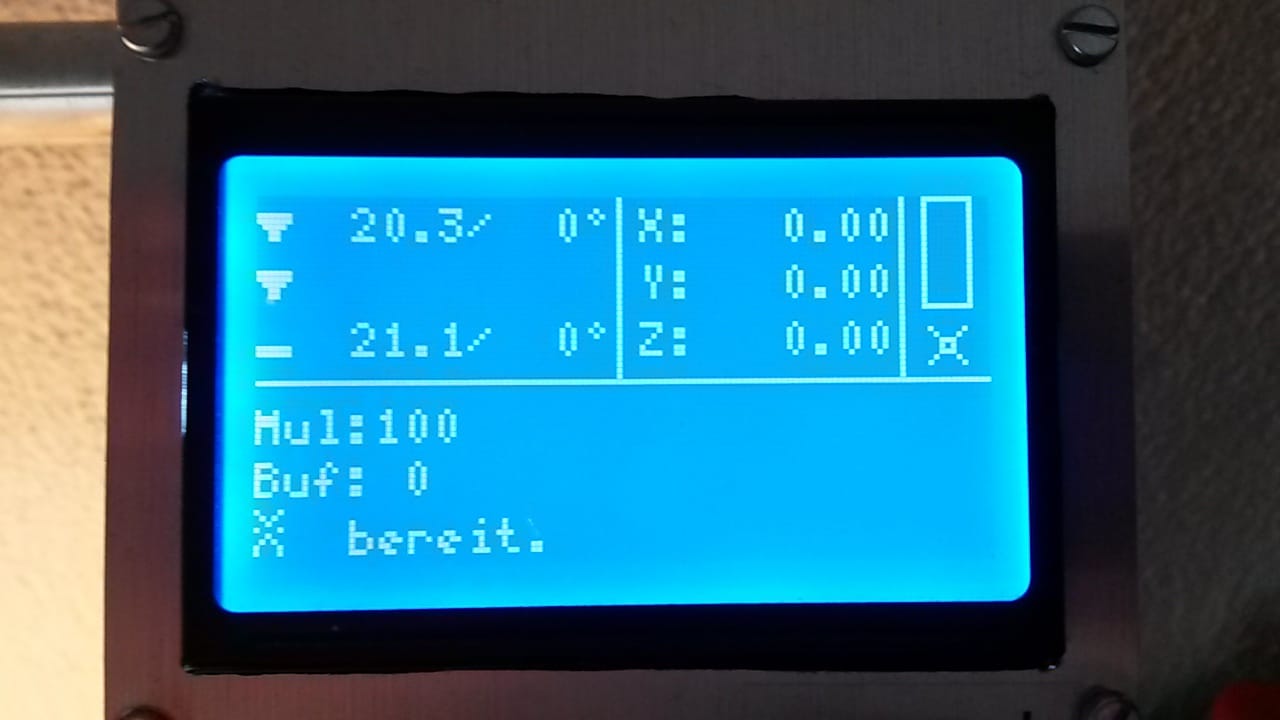 20.3/ 0° X: 0.00
Y: 0.00
21.1/ 0° Z: 0.00
Mul:100
Buf: 0
bereit.